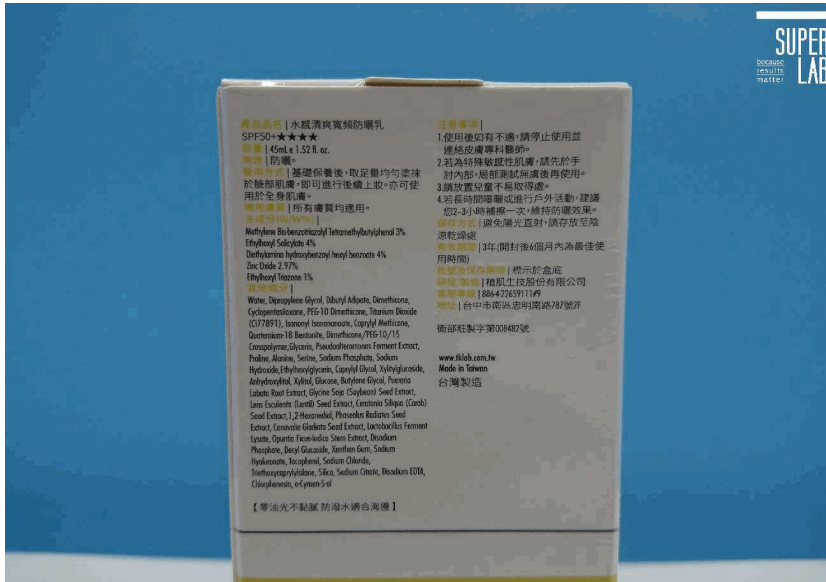 SUPER
LAB
because
results
matter
產品品名|水感清爽寬頻防曬乳
SPF50+★★★★
容量|45mLe 1.52 fl. oz.
用途|防曬。
使用方式|基礎保養後,取足量均勻塗抹
於臉部肌膚,即可進行後續上妝。亦可使
用於全身肌膚。
適用膚質|所有膚質均適用。
主成分(W/W%)|
Methylene Bis-benzotriazolyl Tetramethylbutylphenol 3%
Ethylhexyl Salicylate 4%
Diethylamino hydroxybenzoyl hexyl benzoate 4%
Zinc Oxide 2.97%
Ethylhexyl Triazone 1%
其他成分|
Water, Dipropylene Glycol, Dibutyl Adipate, Dimethicone,
Cyclopentasiloxane, PEG-10 Dimethicone, Titanium Dioxide
(CI77891), Isononyl Isononanoate, Caprylyl Methicone,
Quaternium-18 Bentonite, Dimethicone/PEG-10/15
Crosspolymer,Glycerin, Pseudoalteromonas Ferment Extract,
Proline, Alanine, Serine, Sodium Phosphate, Sodium
Hydroxide,Ethylhexylglycerin, Caprylyl Glycol, Xylitylglucoside,
Anhydroxylitol, Xylitol, Glucose, Butylene Glycol, Pueraria
Lobata Root Extract, Glycine Soja (Soybean) Seed Extract,
Lens Esculenta (Lentil) Seed Extract, Ceratonia Siliqua (Carob)
Seed Extract,1,2-Hexanediol, Phaseolus Radiatus Seed
Extract, Canavalia Gladiata Seed Extract, Lactobacillus Ferment
Lysate, Opuntia Ficus-Indica Stem Extract, Disodium
Phosphate, Decyl Glucoside, Xanthan Gum, Sodium
Hyaluronate, Tocopherol, Sodium Chloride,
Triethoxycaprylylsilane, Silica, Sodium Citrate, Disodium EDTA,
Chlorphenesin, o-Cymen-5-ol
【零油光不黏膩 防潑水適合海邊】
注意事項|
1.使用後如有不適,請停止使用並
連絡皮膚專科醫師。
2.若為特殊敏感性肌膚,請先於手
肘內部,局部測試無虞後再使用。
3.請放置兒童不易取得處。
4.若長時間曝曬或進行戶外活動,建議
您2-3小時補擦一次,維持防曬效果。
保存方式|避免陽光直射,請存放至陰
涼乾燥處
有效期間|3年(開封後6個月內為最佳使
用時間)
批號及保存期限|標示於盒底
研發/製造|植肌生技股份有限公司
客服專線|886-4-22659111#9
地址|台中市南區忠明南路787號7F
衛部粧製字第008482號
www.tklab.com.tw
Made in Taiwan
台灣製造